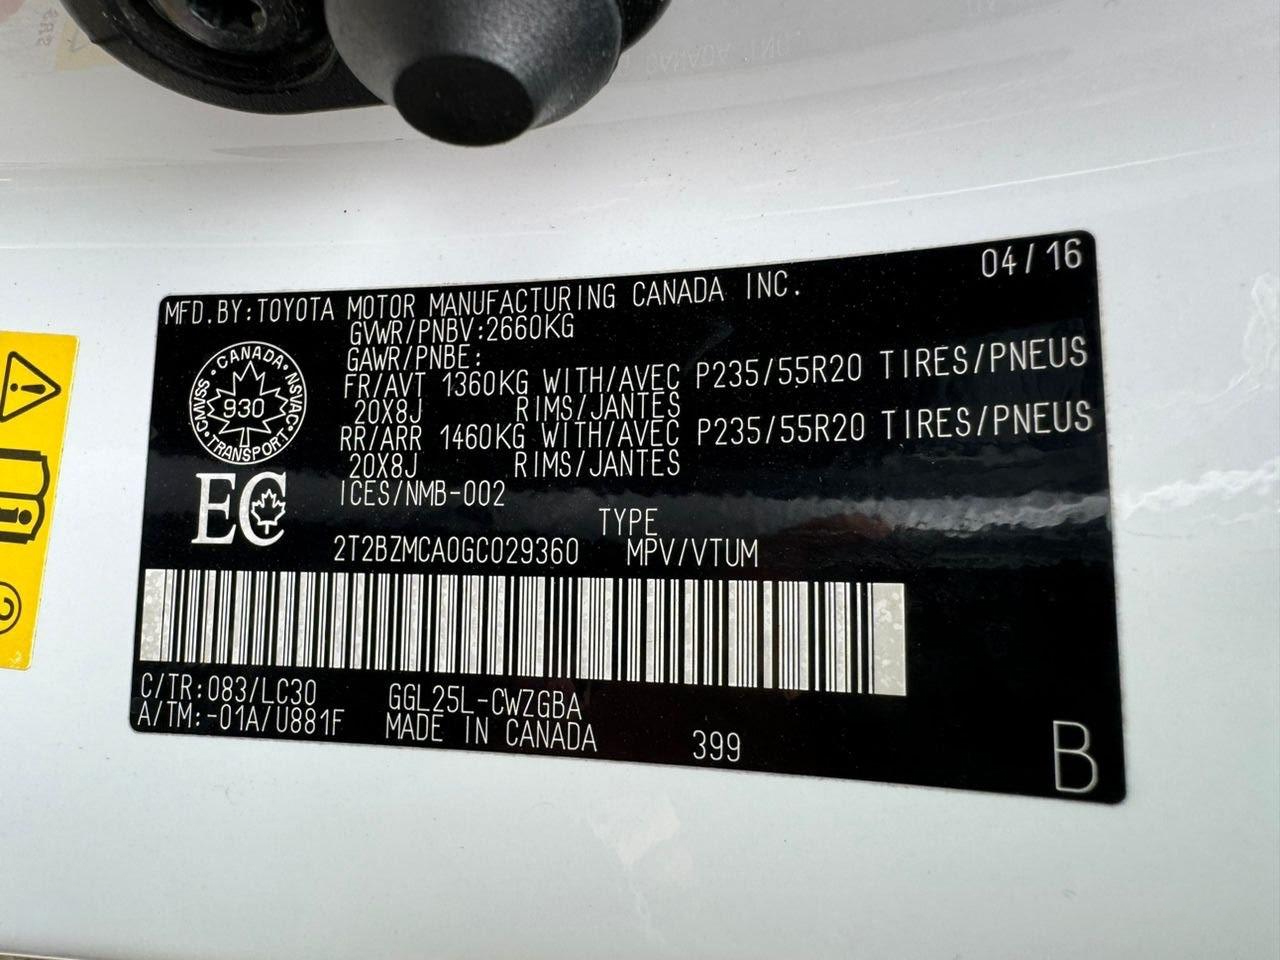 04/16
MFD.BY:TOYOTA MOTOR MANUFACTURING CANADA INC.
GVWR/PNBV:2660KG
GAWR/PNBE:
FR/AVT 1360KG WITH/AVEC P235/55R20 TIRES/PNEUS
20X8J RIMS/JANTES
RR/ARR 1460KG WITH/AVEC P235/55R20 TIRES/PNEUS
20X8J RIMS/JANTES
ICES/NMB-002
CANADA · NSVAC · TRANSPORT · CMVSS
930
EC
TYPE
2T2BZMCA0GC029360 MPV/VTUM
C/TR:083/LC30 GGL25L-CWZGBA
A/TM:-01A/U881F MADE IN CANADA 399
B